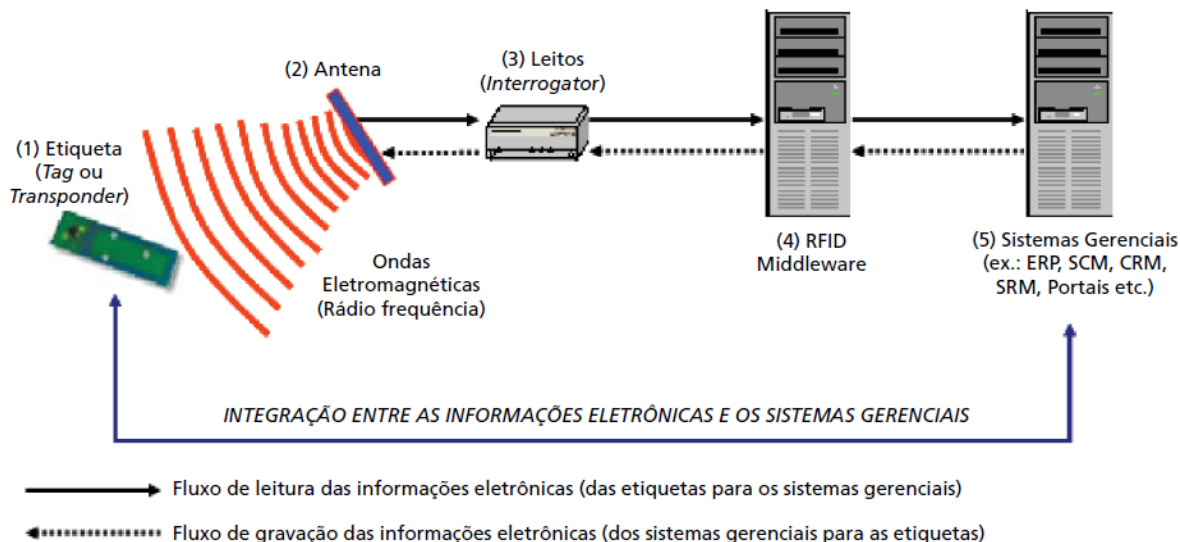 (1) Etiqueta
(Tag ou
Transponder)
(2) Antena
(3) Leitos
(Interrogator)
Ondas
Eletromagnéticas
(Rádio frequência)
(4) RFID
Middleware
(5) Sistemas Gerenciais
(ex.: ERP, SCM, CRM,
SRM, Portais etc.)
INTEGRAÇÃO ENTRE AS INFORMAÇÕES ELETRÔNICAS E OS SISTEMAS GERENCIAIS
Fluxo de leitura das informações eletrônicas (das etiquetas para os sistemas gerenciais)
Fluxo de gravação das informações eletrônicas (dos sistemas gerenciais para as etiquetas)